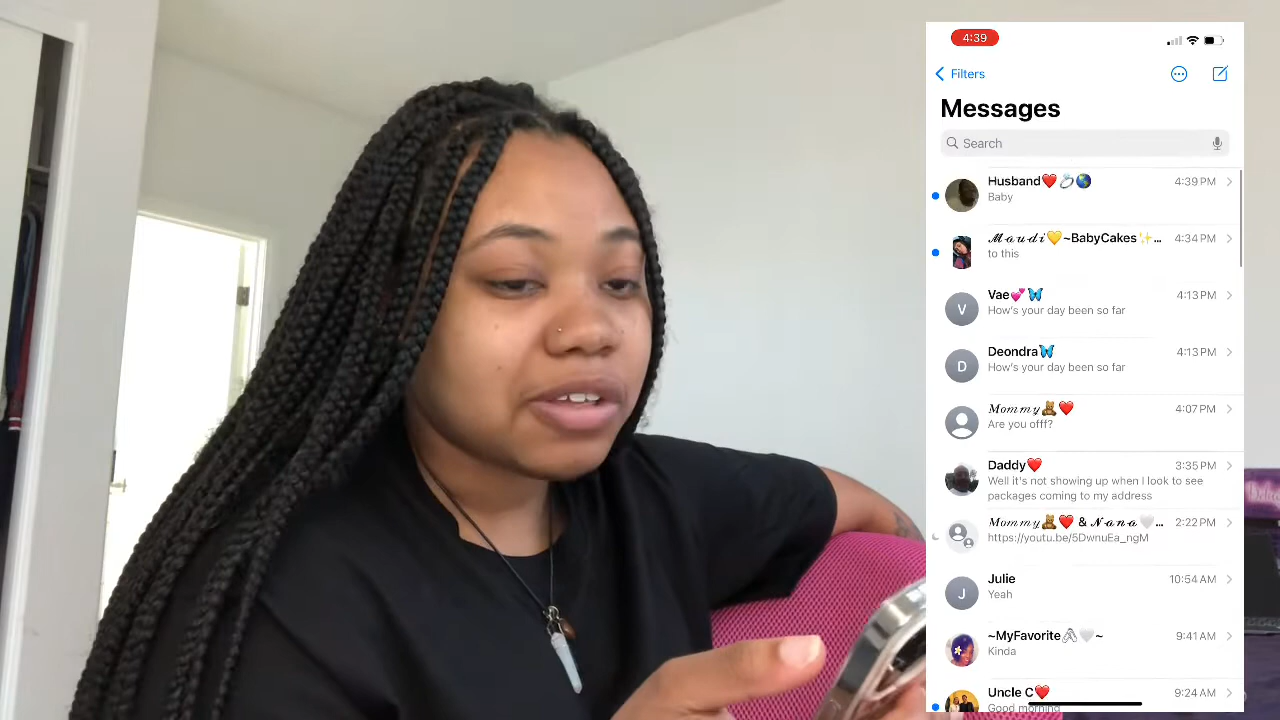 4:39
Filters
Messages
Search
Husband❤️💍🌎 4:39 PM
Baby
𝓜𝓪𝓾𝓭𝓲💛~BabyCakes✨... 4:34 PM
to this
Vae💞🦋 4:13 PM
How's your day been so far
Deondra🦋 4:13 PM
How's your day been so far
𝑀𝑜𝓂𝓂𝓎🧸❤️ 4:07 PM
Are you offf?
Daddy❤️ 3:35 PM
Well it's not showing up when I look to see
packages coming to my address
𝑀𝑜𝓂𝓂𝓎🧸❤️ & 𝓝𝓪𝓷𝓪🤍... 2:22 PM
https://youtu.be/5DwnuEa_ngM
Julie 10:54 AM
Yeah
~MyFavorite🖇️🤍~ 9:41 AM
Kinda
Uncle C❤️ 9:24 AM
Good morning
V
D
J